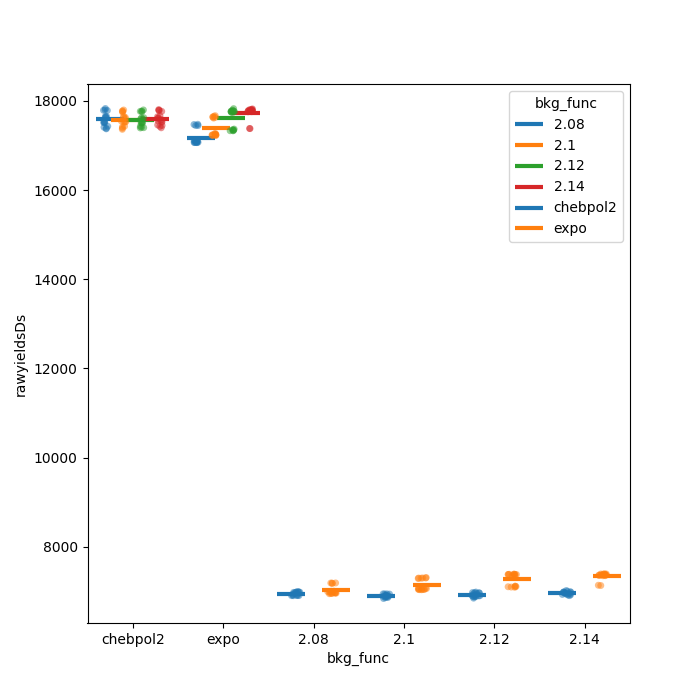 bkg_func
2.08
2.1
2.12
2.14
chebpol2
expo
18000
16000
14000
12000
10000
8000
rawyieldsDs
chebpol2 expo 2.08 2.1 2.12 2.14
bkg_func